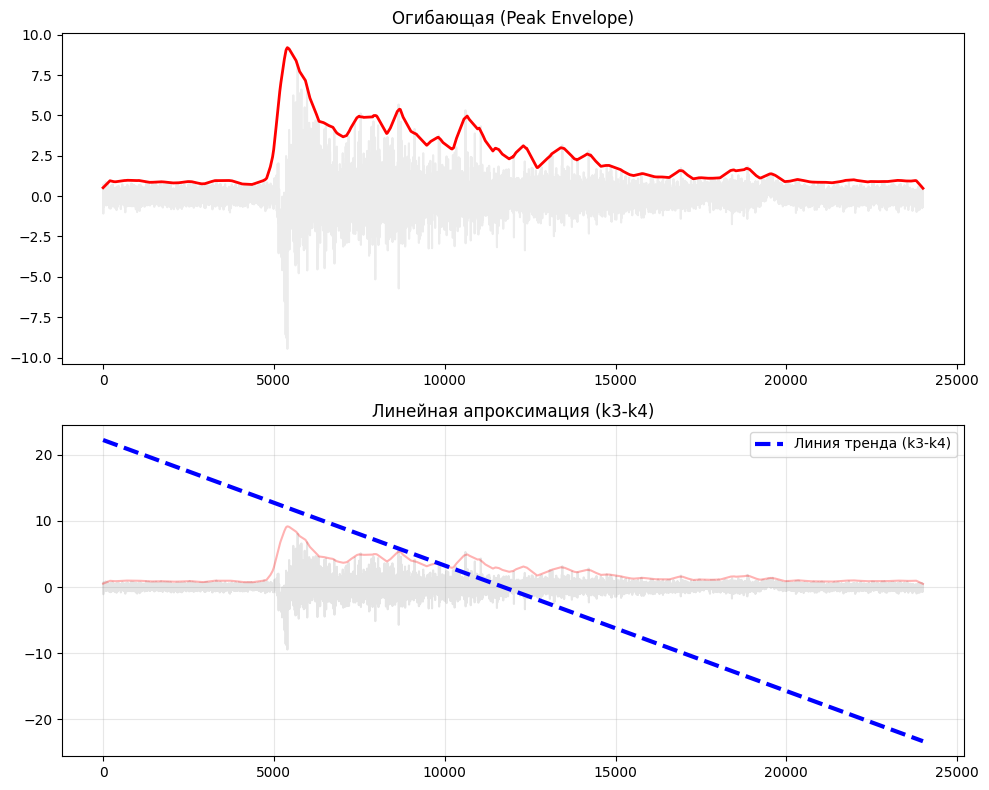 Огибающая (Peak Envelope)
10.0
7.5
5.0
2.5
0.0
−2.5
−5.0
−7.5
−10.0
0 5000 10000 15000 20000 25000
Линейная апроксимация (k3-k4)
Линия тренда (k3-k4)
20
10
0
−10
−20
0 5000 10000 15000 20000 25000